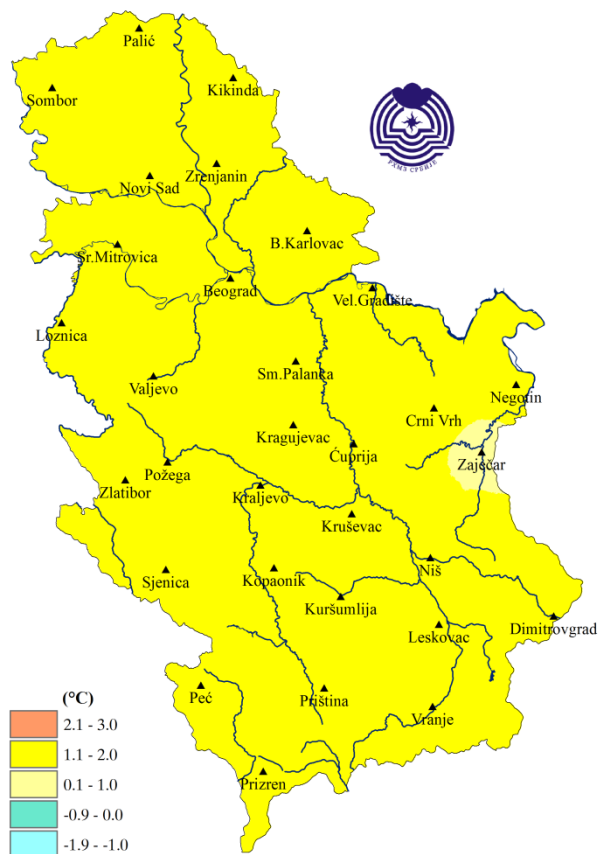 Palić
Kikinda
Sombor
РХМЗ СРБИЈЕ
Zrenjanin
Novi Sad
B.Karlovac
Sr.Mitrovica
Beograd
Vel.Gradište
Loznica
Sm.Palanka
Valjevo
Negotin
Crni Vrh
Kragujevac
Ćuprija
Zaječar
Požega
Zlatibor
Kraljevo
Kruševac
Niš
Sjenica
Kopaonik
Kuršumlija
Dimitrovgrad
Leskovac
Peć
Priština
Vranje
Prizren
(°C)
2.1 - 3.0
1.1 - 2.0
0.1 - 1.0
-0.9 - 0.0
-1.9 - -1.0